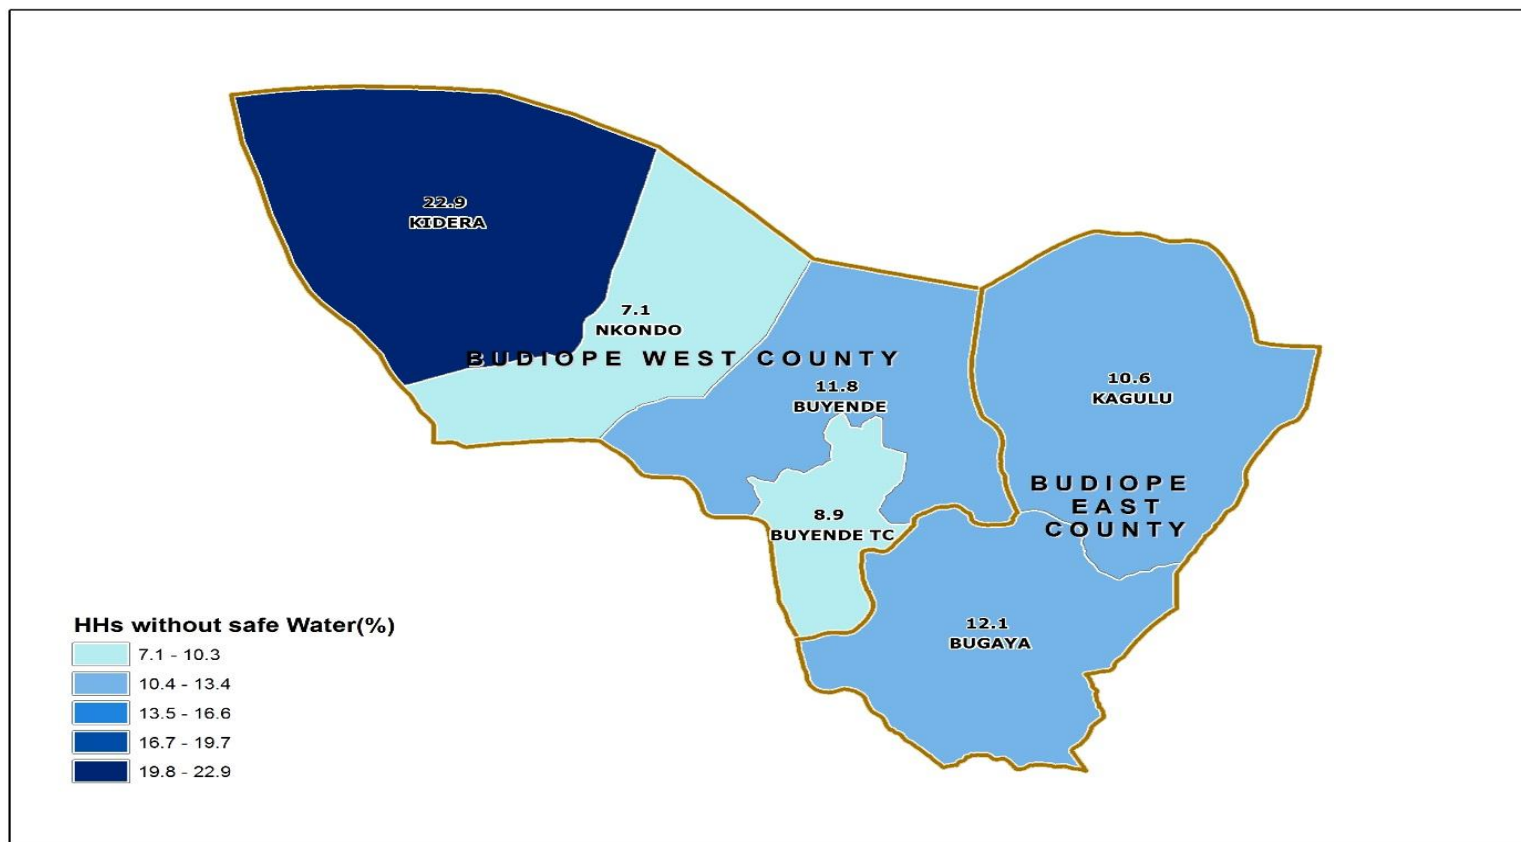 22.9
KIDERA
7.1
NKONDO
BUDIOPE WEST COUNTY
11.8
BUYENDE
10.6
KAGULU
BUDIOPE
EAST
COUNTY
8.9
BUYENDE TC
12.1
BUGAYA
HHs without safe Water(%)
7.1 - 10.3
10.4 - 13.4
13.5 - 16.6
16.7 - 19.7
19.8 - 22.9